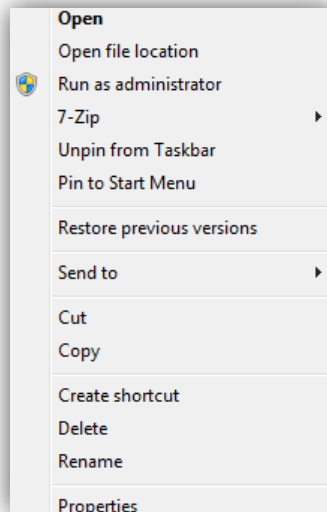 Open
Open file location
Run as administrator
7-Zip
Unpin from Taskbar
Pin to Start Menu
Restore previous versions
Send to
Cut
Copy
Create shortcut
Delete
Rename
Properties